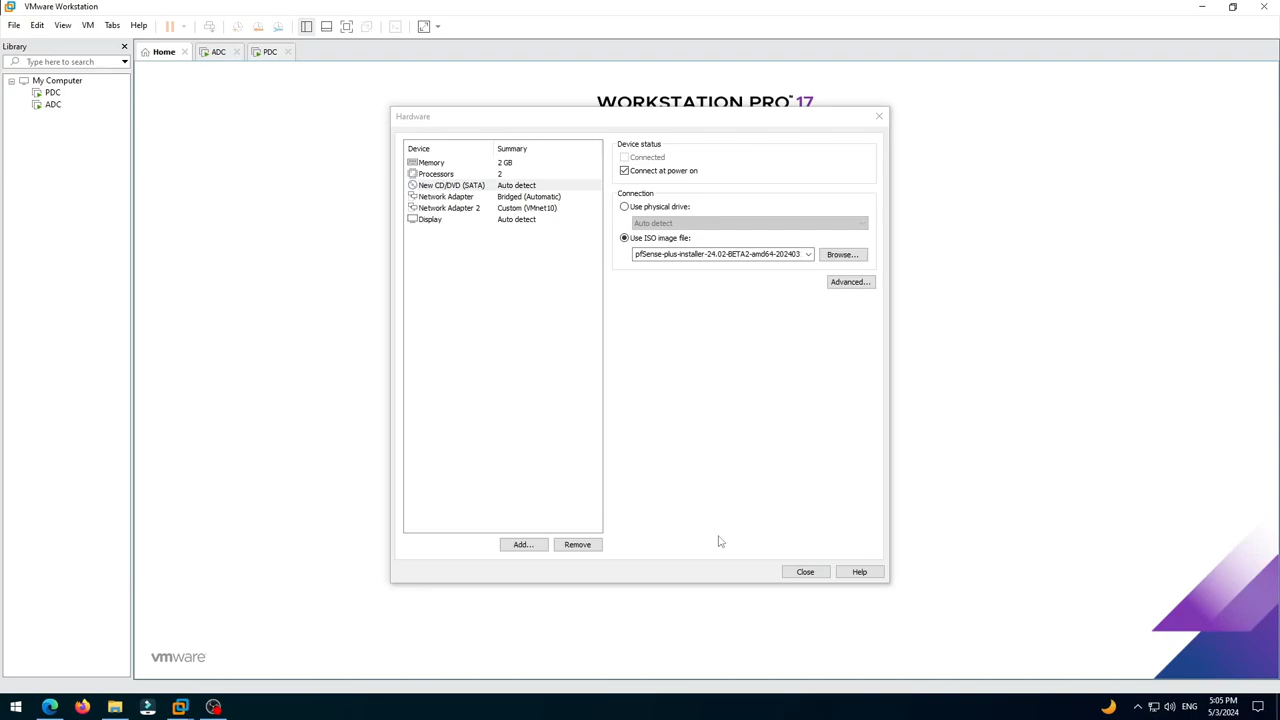 VMware Workstation
File Edit View VM Tabs Help
Library
Type here to search
My Computer
PDC
ADC
Home ADC PDC
WORKSTATION PRO™ 17
Hardware
Device Summary
Memory 2 GB
Processors 2
New CD/DVD (SATA) Auto detect
Network Adapter Bridged (Automatic)
Network Adapter 2 Custom (VMnet10)
Display Auto detect
Add... Remove
Device status
Connected
Connect at power on
Connection
Use physical drive:
Auto detect
Use ISO image file:
pfSense-plus-installer-24.02-BETA2-amd64-202403 Browse...
Advanced...
Close Help
vmware
ENG
5:05 PM
5/3/2024